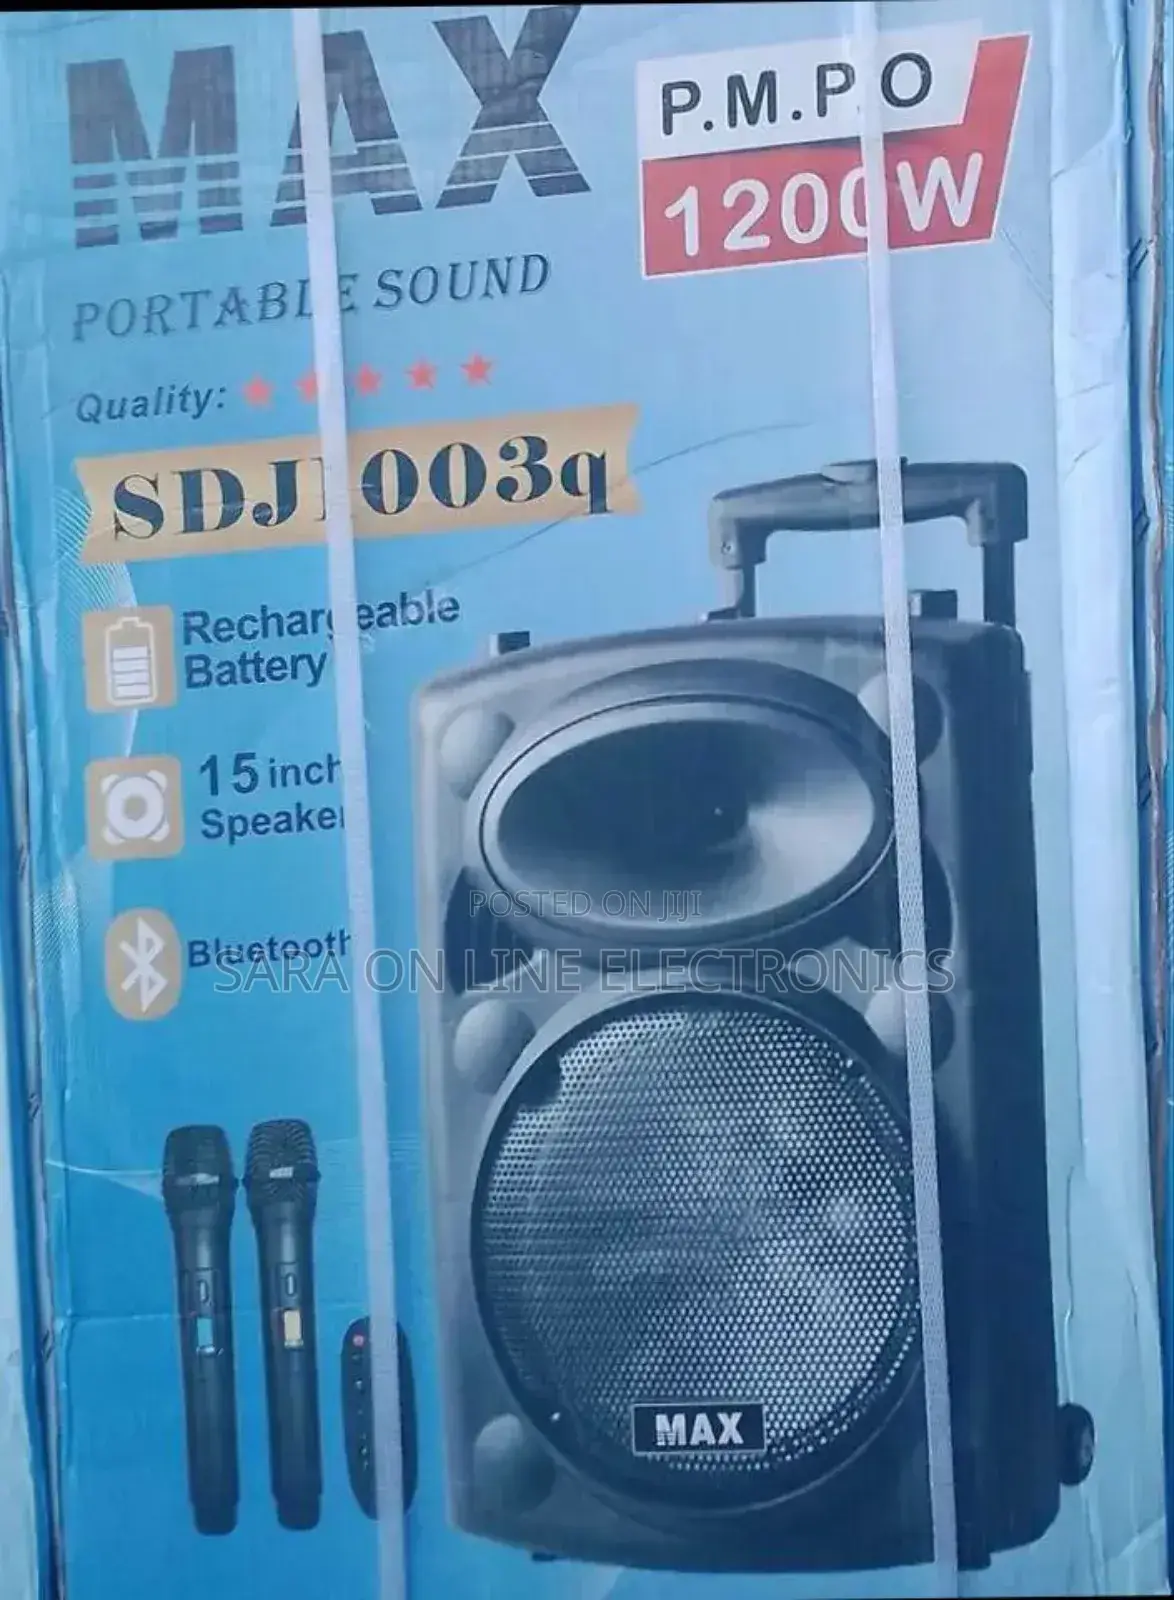 MAX
P.M.P.O
1200W
PORTABLE SOUND
Quality:
Rechargeable
Battery
15 inch
Speaker
Bluetooth
POSTED ON JIJI
SARA ON LINE ELECTRONICS
MAX